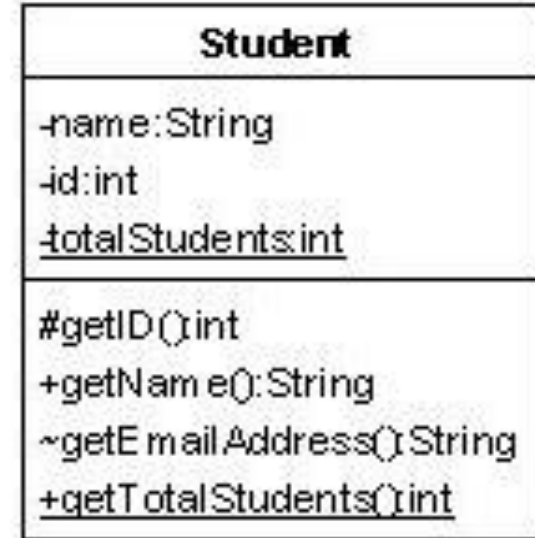 Student
-name:String
-id:int
-totalStudents:int
#getID():int
+getName():String
~getEmailAddress():String
+getTotalStudents():int